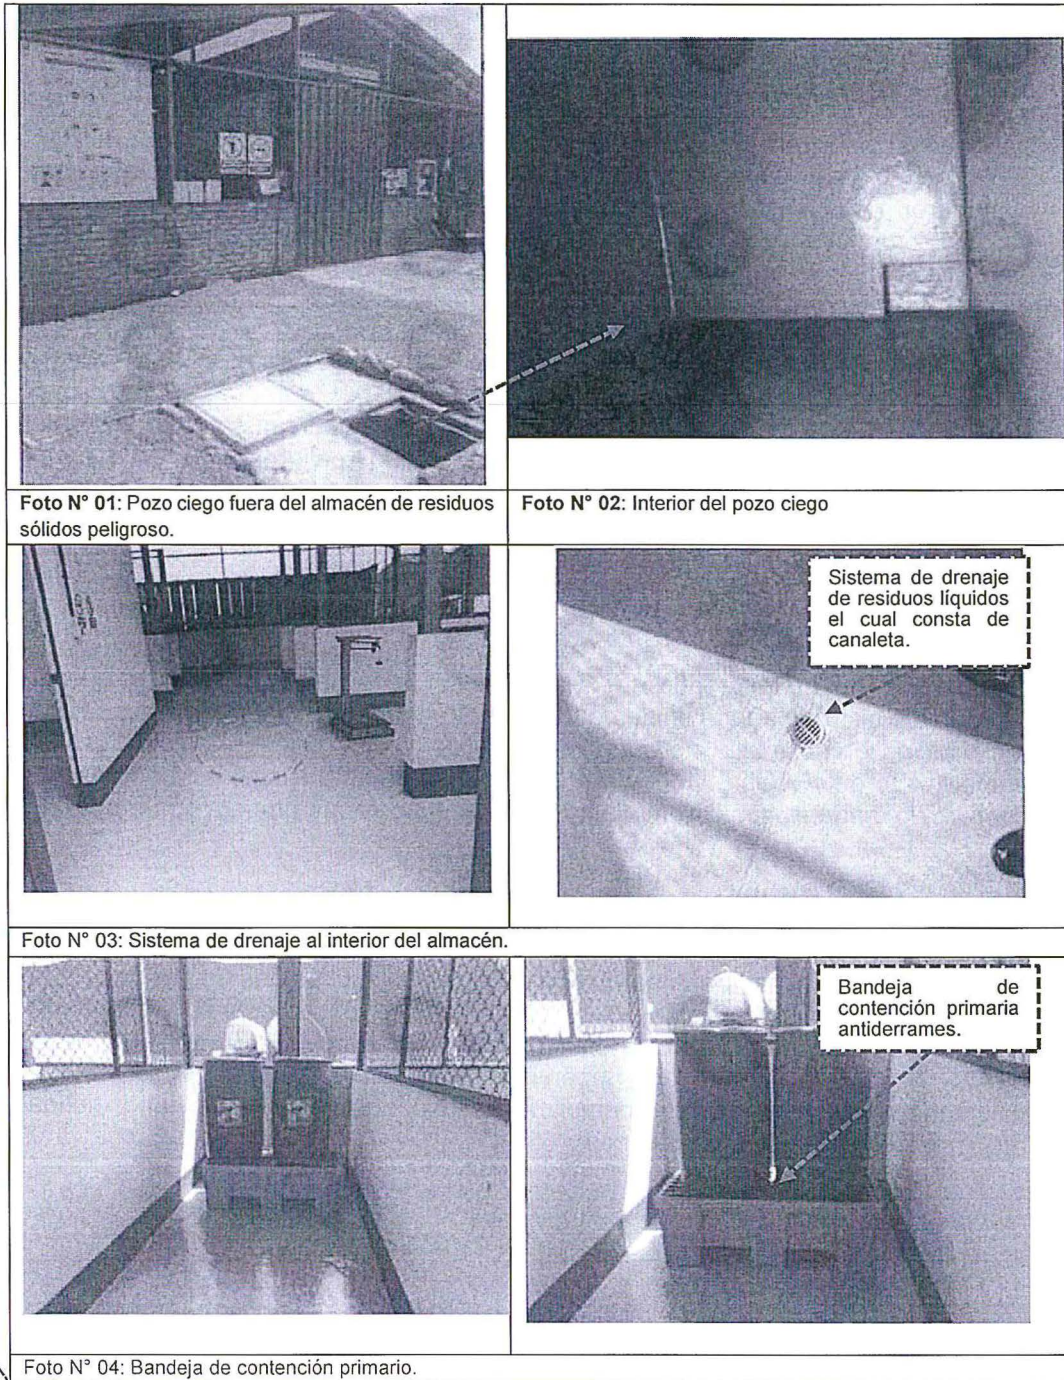 Foto N° 01: Pozo ciego fuera del almacén de residuos
sólidos peligroso.
Foto N° 02: Interior del pozo ciego
Sistema de drenaje
de residuos líquidos
el cual consta de
canaleta.
Foto N° 03: Sistema de drenaje al interior del almacén.
Bandeja de
contención primaria
antiderrames.
Foto N° 04: Bandeja de contención primario.